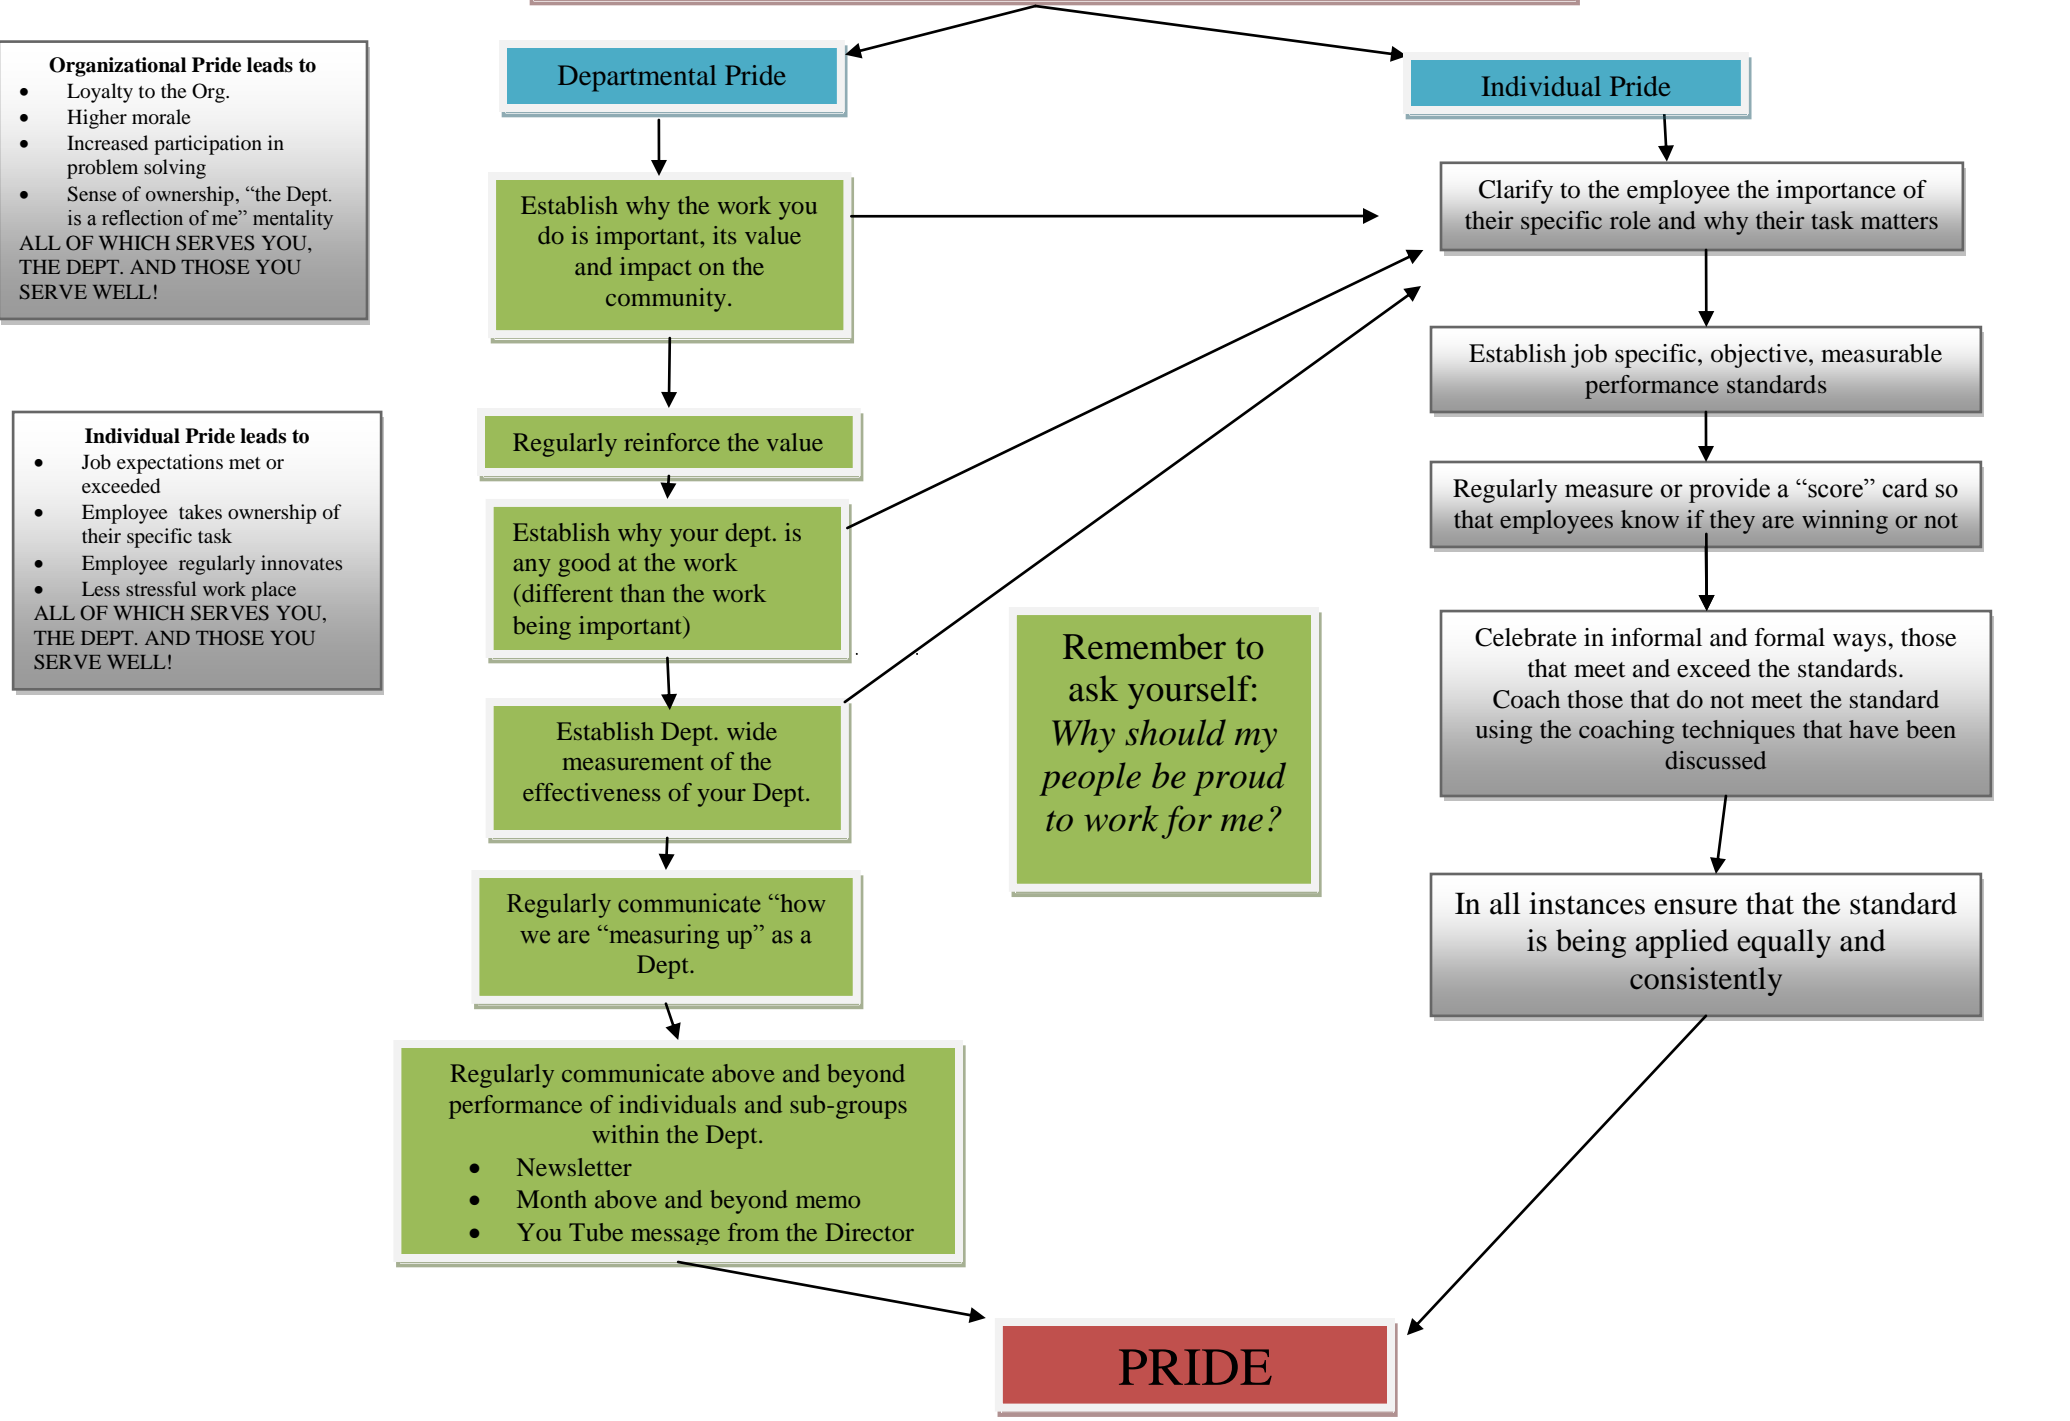 Organizational Pride leads to
• Loyalty to the Org.
• Higher morale
• Increased participation in
problem solving
• Sense of ownership, “the Dept.
is a reflection of me” mentality
ALL OF WHICH SERVES YOU,
THE DEPT. AND THOSE YOU
SERVE WELL!
Individual Pride leads to
• Job expectations met or
exceeded
• Employee takes ownership of
their specific task
• Employee regularly innovates
• Less stressful work place
ALL OF WHICH SERVES YOU,
THE DEPT. AND THOSE YOU
SERVE WELL!
Departmental Pride
Establish why the work you
do is important, its value
and impact on the
community.
Regularly reinforce the value
Establish why your dept. is
any good at the work
(different than the work
being important)
Establish Dept. wide
measurement of the
effectiveness of your Dept.
Regularly communicate “how
we are “measuring up” as a
Dept.
Regularly communicate above and beyond
performance of individuals and sub-groups
within the Dept.
• Newsletter
• Month above and beyond memo
• You Tube message from the Director
Remember to
ask yourself:
Why should my
people be proud
to work for me?
Individual Pride
Clarify to the employee the importance of
their specific role and why their task matters
Establish job specific, objective, measurable
performance standards
Regularly measure or provide a “score” card so
that employees know if they are winning or not
Celebrate in informal and formal ways, those
that meet and exceed the standards.
Coach those that do not meet the standard
using the coaching techniques that have been
discussed
In all instances ensure that the standard
is being applied equally and
consistently
PRIDE